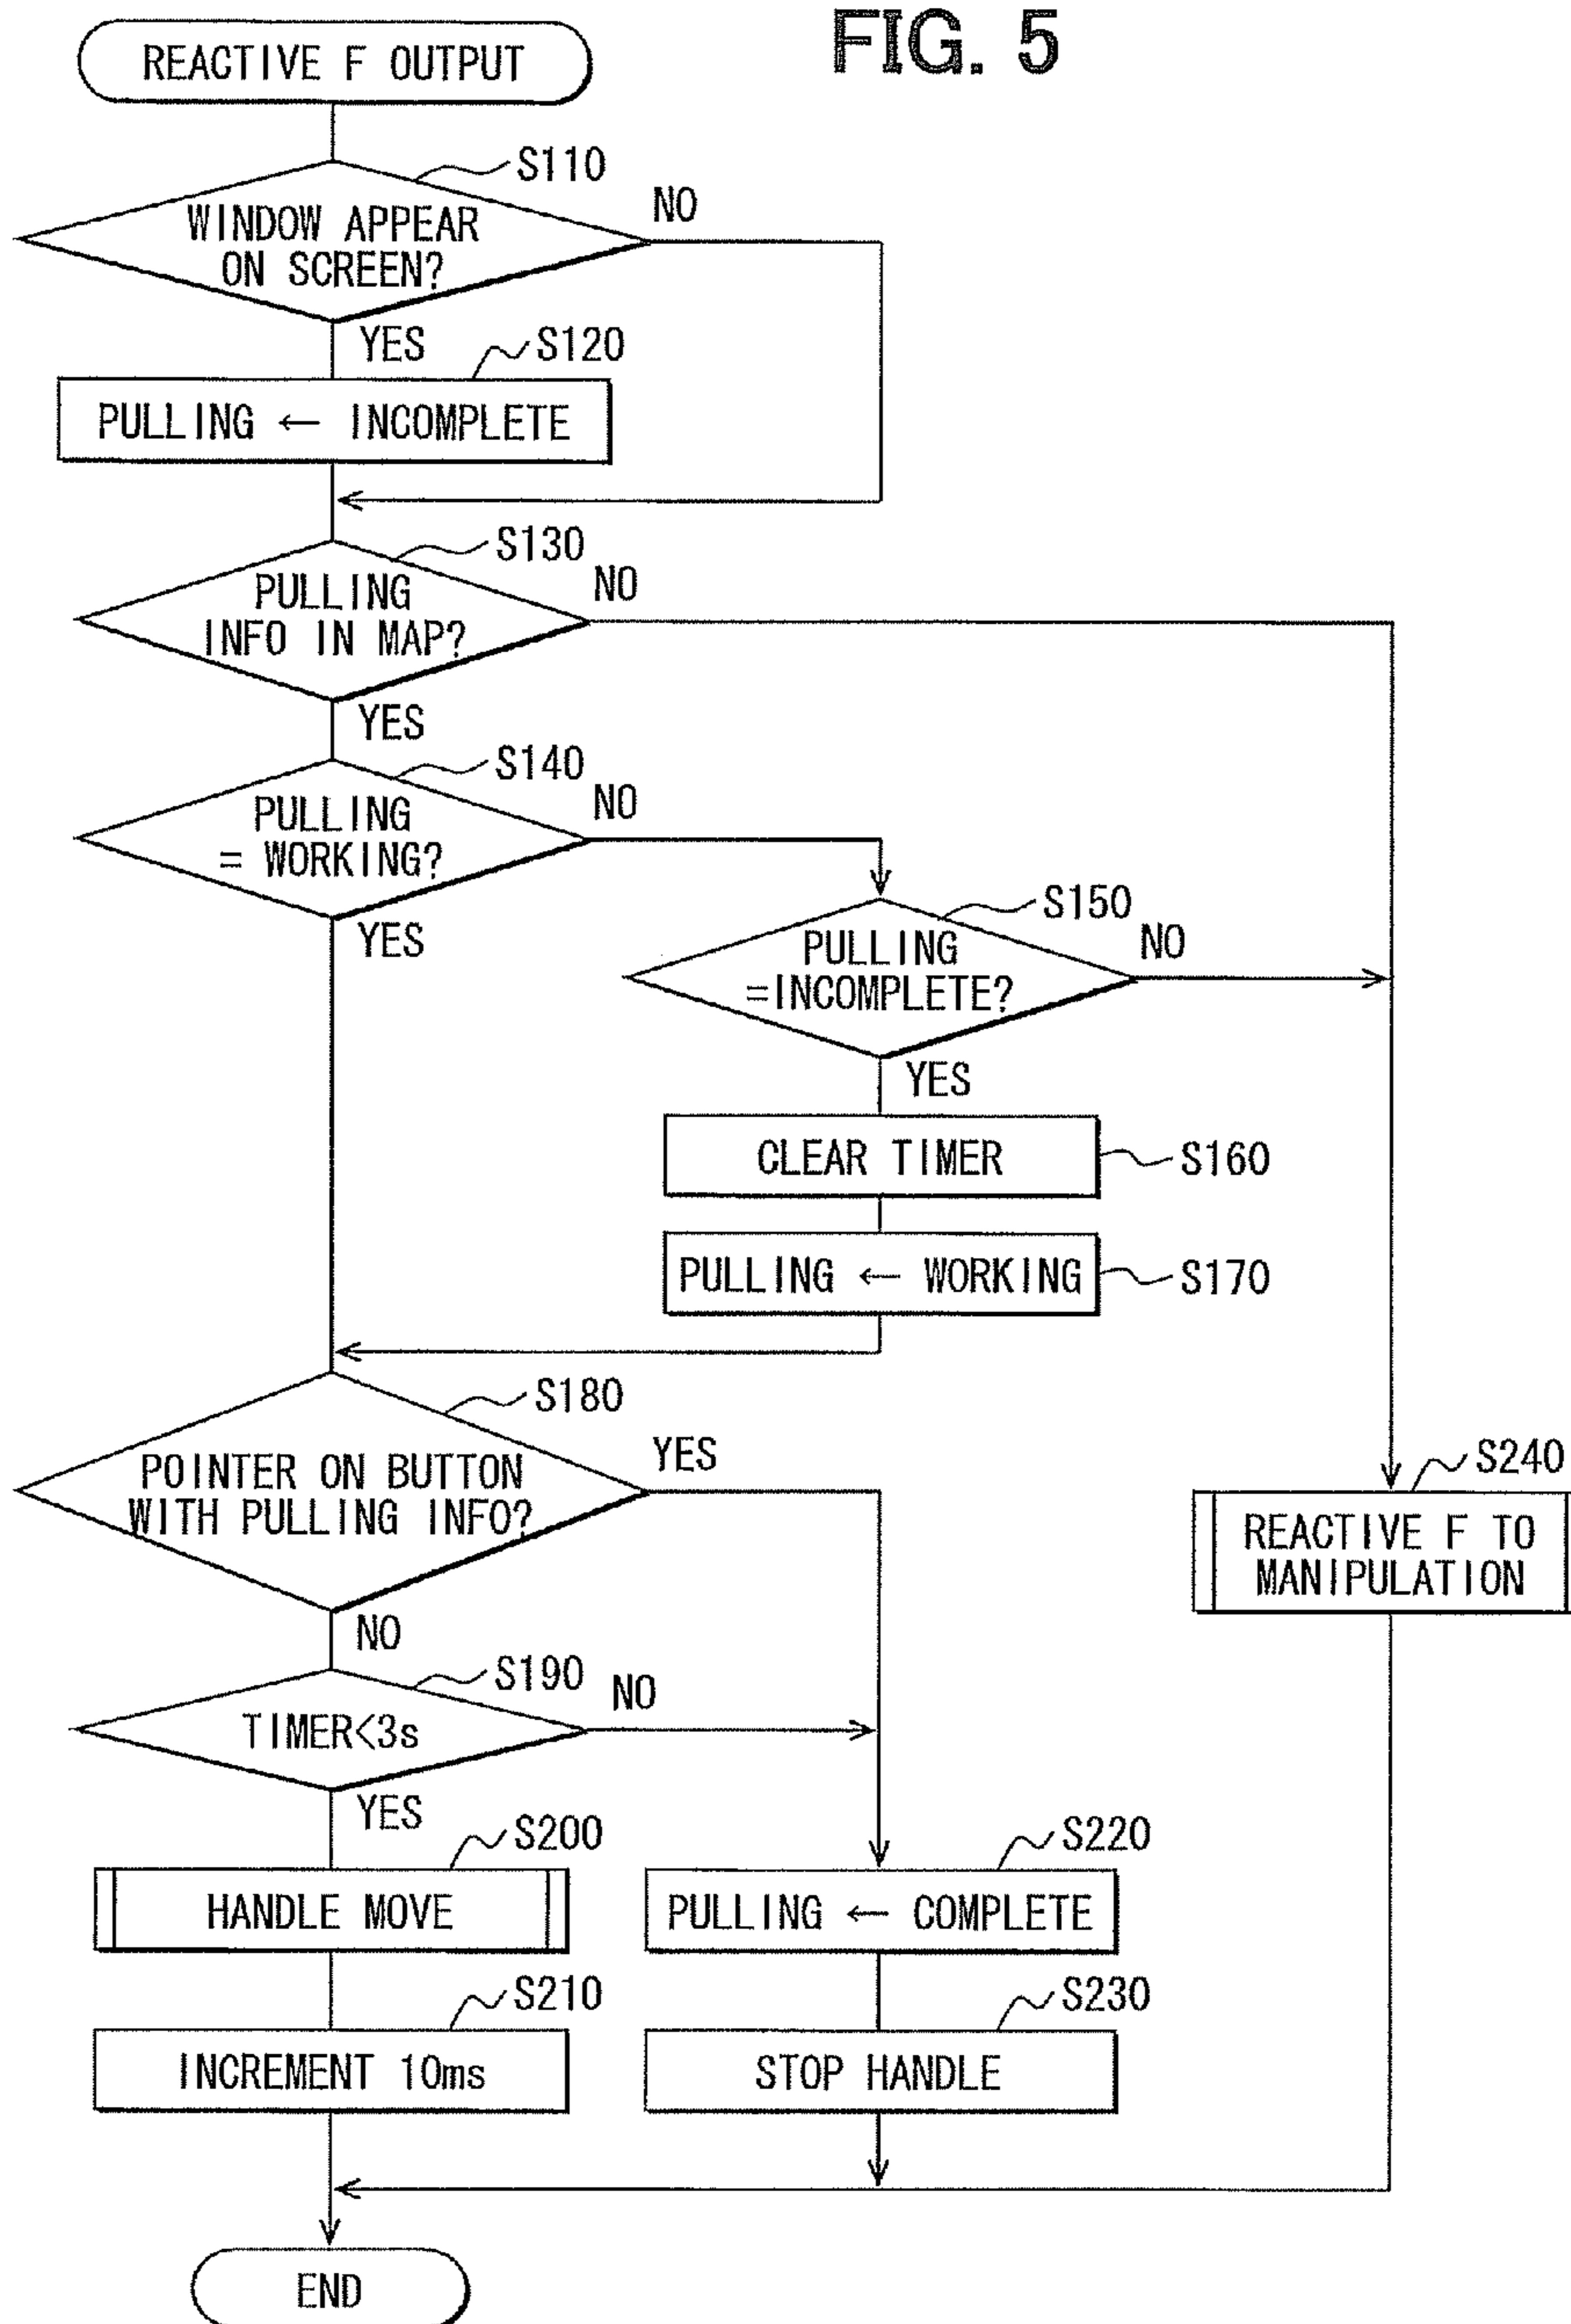 FIG. 5
REACTIVE F OUTPUT
S110
WINDOW APPEAR
ON SCREEN?
NO
YES
S120
PULLING ← INCOMPLETE
S130
PULLING
INFO IN MAP?
NO
YES
S140
PULLING
= WORKING?
NO
YES
S150
PULLING
=INCOMPLETE?
NO
YES
CLEAR TIMER
S160
PULLING ← WORKING
S170
S180
POINTER ON BUTTON
WITH PULLING INFO?
YES
NO
S240
REACTIVE F TO
MANIPULATION
S190
TIMER<3s
NO
YES
S200
HANDLE MOVE
S220
PULLING ← COMPLETE
S210
INCREMENT 10ms
S230
STOP HANDLE
END